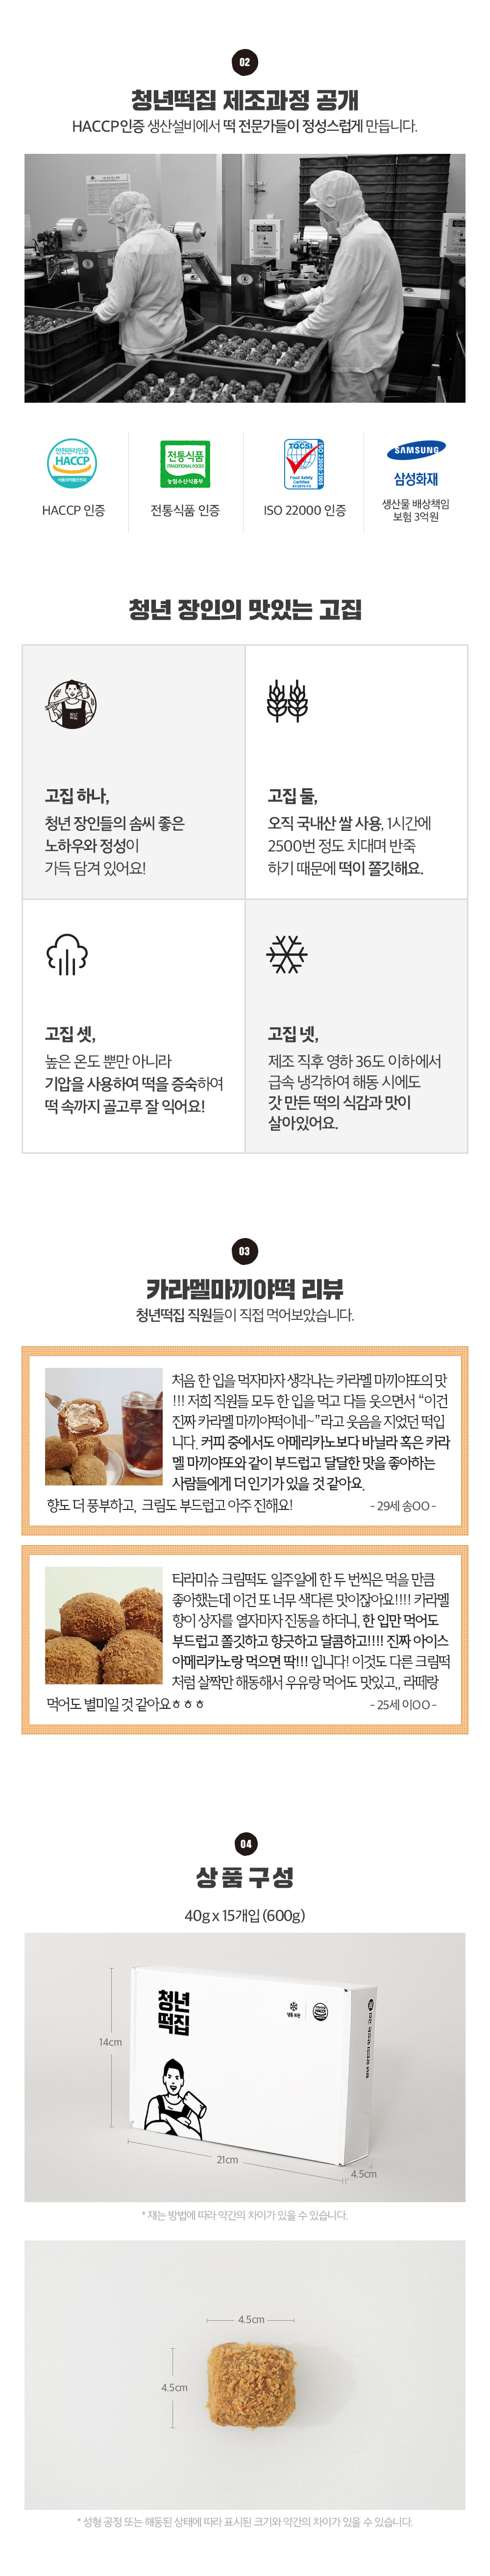 02
청년떡집 제조과정 공개
HACCP인증 생산설비에서 떡 전문가들이 정성스럽게 만듭니다.
안전관리인증
HACCP
식품의약품안전처
HACCP 인증
전통식품
TRADITIONAL FOOD
농림축산식품부
전통식품 인증
TQCSI
Food Safety
Certified
ISO 22000 인증
SAMSUNG
삼성화재
생산물 배상책임
보험 3억원
청년 장인의 맛있는 고집
고집 하나,
청년 장인들의 솜씨 좋은
노하우와 정성이
가득 담겨 있어요!
고집 둘,
오직 국내산 쌀 사용, 1시간에
2500번 정도 치대며 반죽
하기 때문에 떡이 쫄깃해요.
고집 셋,
높은 온도 뿐만 아니라
기압을 사용하여 떡을 증숙하여
떡 속까지 골고루 잘 익어요!
고집 넷,
제조 직후 영하 36도 이하에서
급속 냉각하여 해동 시에도
갓 만든 떡의 식감과 맛이
살아있어요.
03
카라멜마끼야떡 리뷰
청년떡집 직원들이 직접 먹어보았습니다.
처음 한 입을 먹자마자 생각나는 카라멜 마끼야또의 맛
!!! 저희 직원들 모두 한 입을 먹고 다들 웃으면서 “이건
진짜 카라멜 마끼야떡이네~”라고 웃음을 지었던 떡입
니다. 커피 중에서도 아메리카노보다 바닐라 혹은 카라
멜 마끼야또와 같이 부드럽고 달달한 맛을 좋아하는
사람들에게 더 인기가 있을 것 같아요.
향도 더 풍부하고, 크림도 부드럽고 아주 진해요!
- 29세 송OO -
티라미슈 크림떡도 일주일에 한 두 번씩은 먹을 만큼
좋아했는데 이건 또 너무 색다른 맛이잖아요!!!! 카라멜
향이 상자를 열자마자 진동을 하더니, 한 입만 먹어도
부드럽고 쫄깃하고 향긋하고 달콤하고!!!! 진짜 아이스
아메리카노랑 먹으면 딱!!! 입니다! 이것도 다른 크림떡
처럼 살짝만 해동해서 우유랑 먹어도 맛있고,, 라떼랑
먹어도 별미일 것 같아요ㅎㅎㅎ
- 25세 이OO -
04
상품구성
40g x 15개입 (600g)
청년
떡집
냉동 보관
HACCP
14cm
21cm
4.5cm
* 재는 방법에 따라 약간의 차이가 있을 수 있습니다.
4.5cm
4.5cm
* 성형 공정 또는 해동된 상태에 따라 표시된 크기와 약간의 차이가 있을 수 있습니다.